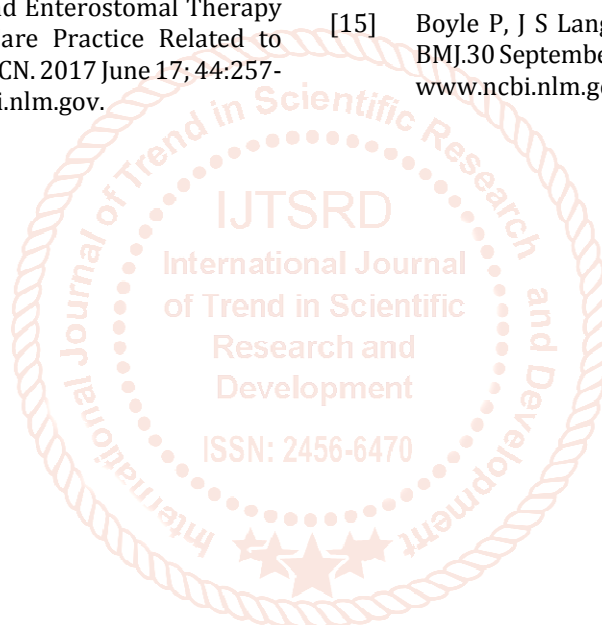 nd Enterostomal Therapy
are Practice Related to
CN. 2017 June 17; 44:257-
i.nlm.gov.
[15] Boyle P, J S Lang
BMJ.30 Septembe
www.ncbi.nlm.g
International Journal of Trend in Scientific Research and Development
IJTSRD
International Journal
of Trend in Scientific
Research and
Development
ISSN: 2456-6470